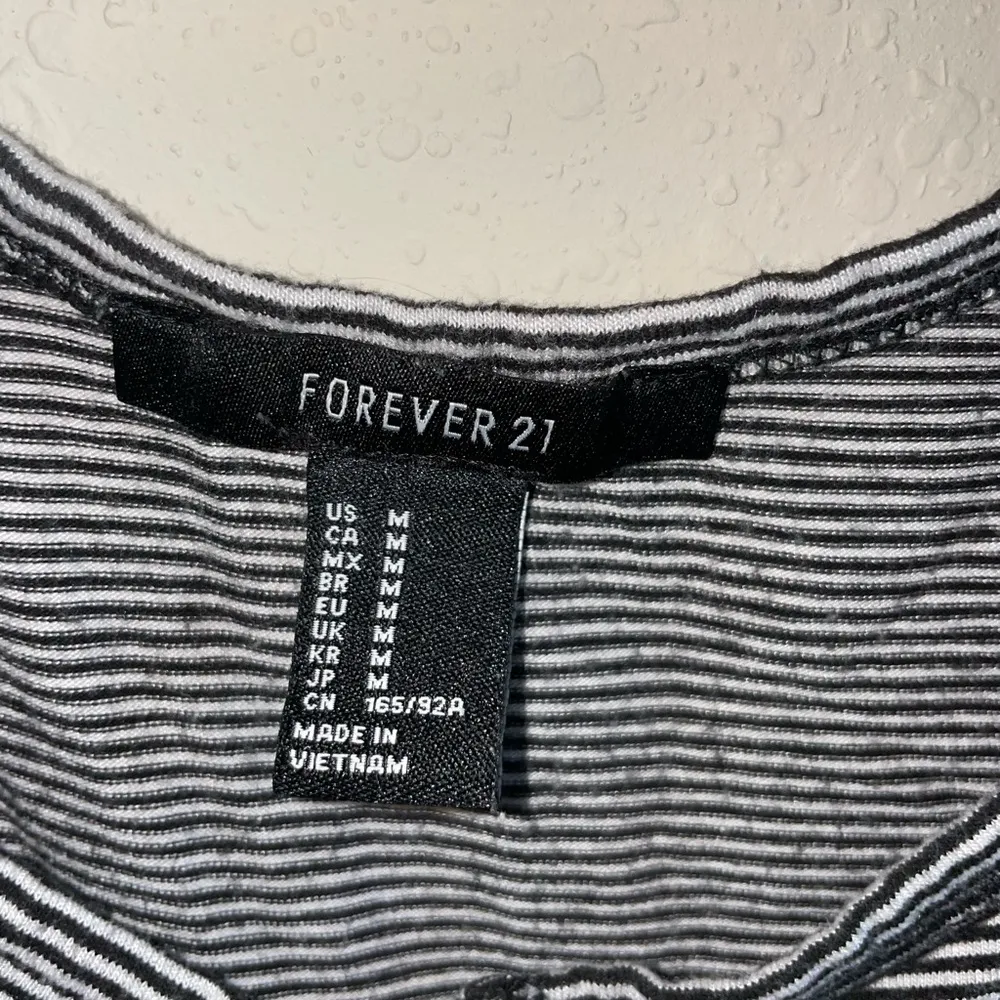 FOREVER 21
US M
CA M
MX M
BR M
EU M
UK M
KR M
JP M
CN 165/92A
MADE IN
VIETNAM